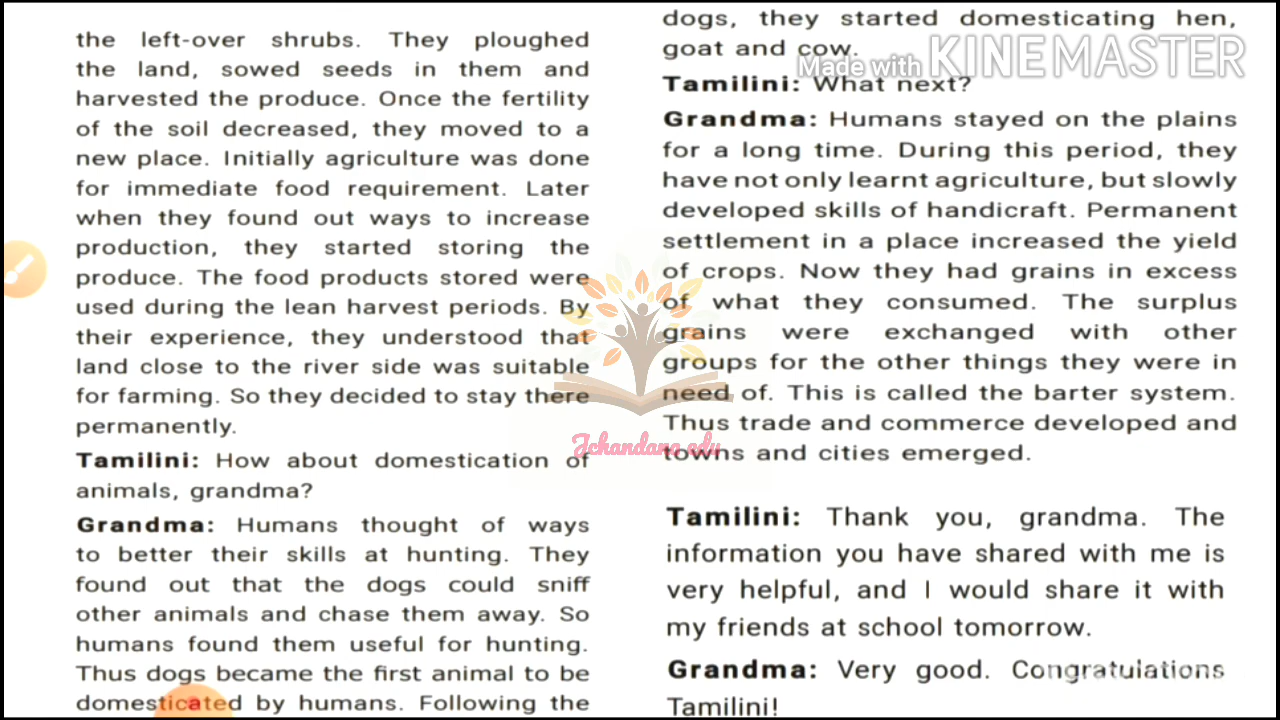 the left-over shrubs. They ploughed
the land, sowed seeds in them and
harvested the produce. Once the fertility
of the soil decreased, they moved to a
new place. Initially agriculture was done
for immediate food requirement. Later
when they found out ways to increase
production, they started storing the
produce. The food products stored were
used during the lean harvest periods. By
their experience, they understood that
land close to the river side was suitable
for farming. So they decided to stay there
permanently.
Tamilini: How about domestication of
animals, grandma?
Grandma: Humans thought of ways
to better their skills at hunting. They
found out that the dogs could sniff
other animals and chase them away. So
humans found them useful for hunting.
Thus dogs became the first animal to be
domesticated by humans. Following the
dogs, they started domesticating hen,
goat and cow.
Made with KINEMASTER
Tamilini: What next?
Grandma: Humans stayed on the plains
for a long time. During this period, they
have not only learnt agriculture, but slowly
developed skills of handicraft. Permanent
settlement in a place increased the yield
of crops. Now they had grains in excess
of what they consumed. The surplus
grains were exchanged with other
groups for the other things they were in
need of. This is called the barter system.
Thus trade and commerce developed and
towns and cities emerged.
Jchandana edu
Tamilini: Thank you, grandma. The
information you have shared with me is
very helpful, and I would share it with
my friends at school tomorrow.
Grandma: Very good. Congratulations
Tamilini!